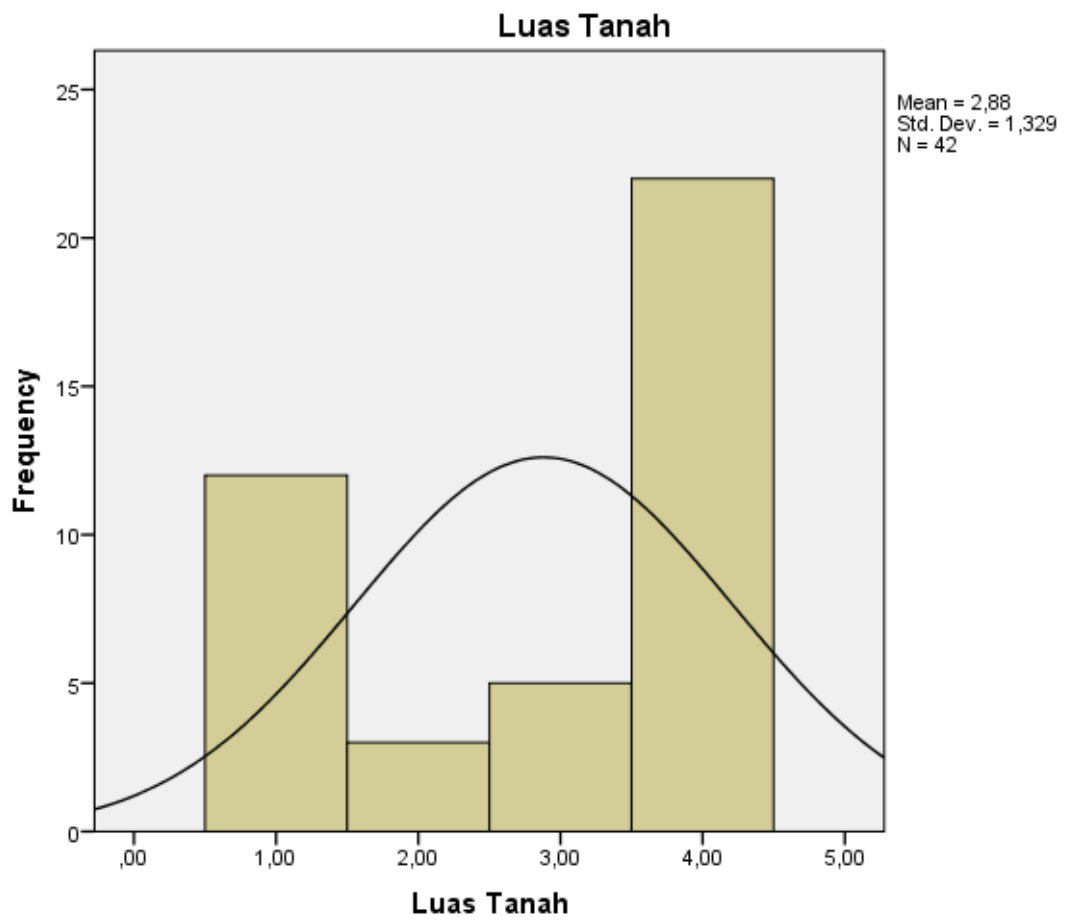 Luas Tanah
Mean = 2,88
Std. Dev. = 1,329
N = 42
Frequency
25
20
15
10
5
0
,00 1,00 2,00 3,00 4,00 5,00
Luas Tanah